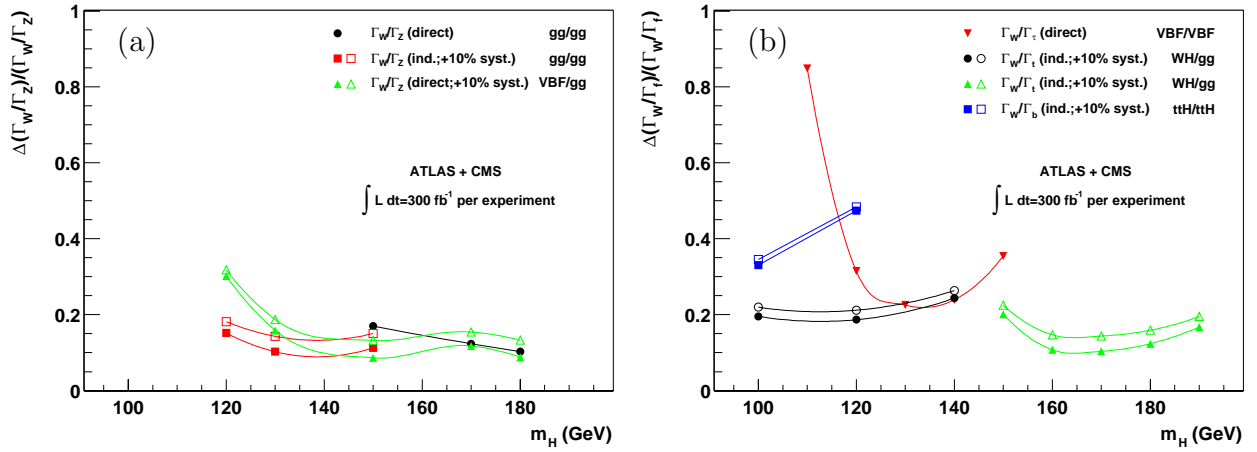 (a)
Δ(Γ_W/Γ_Z)/(Γ_W/Γ_Z)
1
0.8
0.6
0.4
0.2
0
Γ_W/Γ_Z (direct) gg/gg
Γ_W/Γ_Z (ind.;+10% syst.) gg/gg
Γ_W/Γ_Z (direct;+10% syst.) VBF/gg
ATLAS + CMS
∫ L dt=300 fb⁻¹ per experiment
100 120 140 160 180
m_H (GeV)
(b)
Δ(Γ_W/Γ_f)/(Γ_W/Γ_f)
1
0.8
0.6
0.4
0.2
0
Γ_W/Γ_τ (direct) VBF/VBF
Γ_W/Γ_t (ind.;+10% syst.) WH/gg
Γ_W/Γ_t (ind.;+10% syst.) WH/gg
Γ_W/Γ_b (ind.;+10% syst.) ttH/ttH
ATLAS + CMS
∫ L dt=300 fb⁻¹ per experiment
100 120 140 160 180
m_H (GeV)